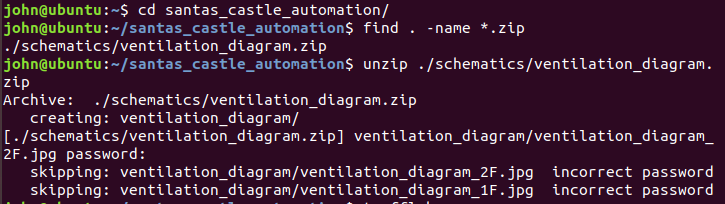 john@ubuntu:~$ cd santas_castle_automation/
john@ubuntu:~/santas_castle_automation$ find . -name *.zip
./schematics/ventilation_diagram.zip
john@ubuntu:~/santas_castle_automation$ unzip ./schematics/ventilation_diagram.
zip
Archive:  ./schematics/ventilation_diagram.zip
   creating: ventilation_diagram/
[./schematics/ventilation_diagram.zip] ventilation_diagram/ventilation_diagram_
2F.jpg password:
   skipping: ventilation_diagram/ventilation_diagram_2F.jpg  incorrect password
   skipping: ventilation_diagram/ventilation_diagram_1F.jpg  incorrect password